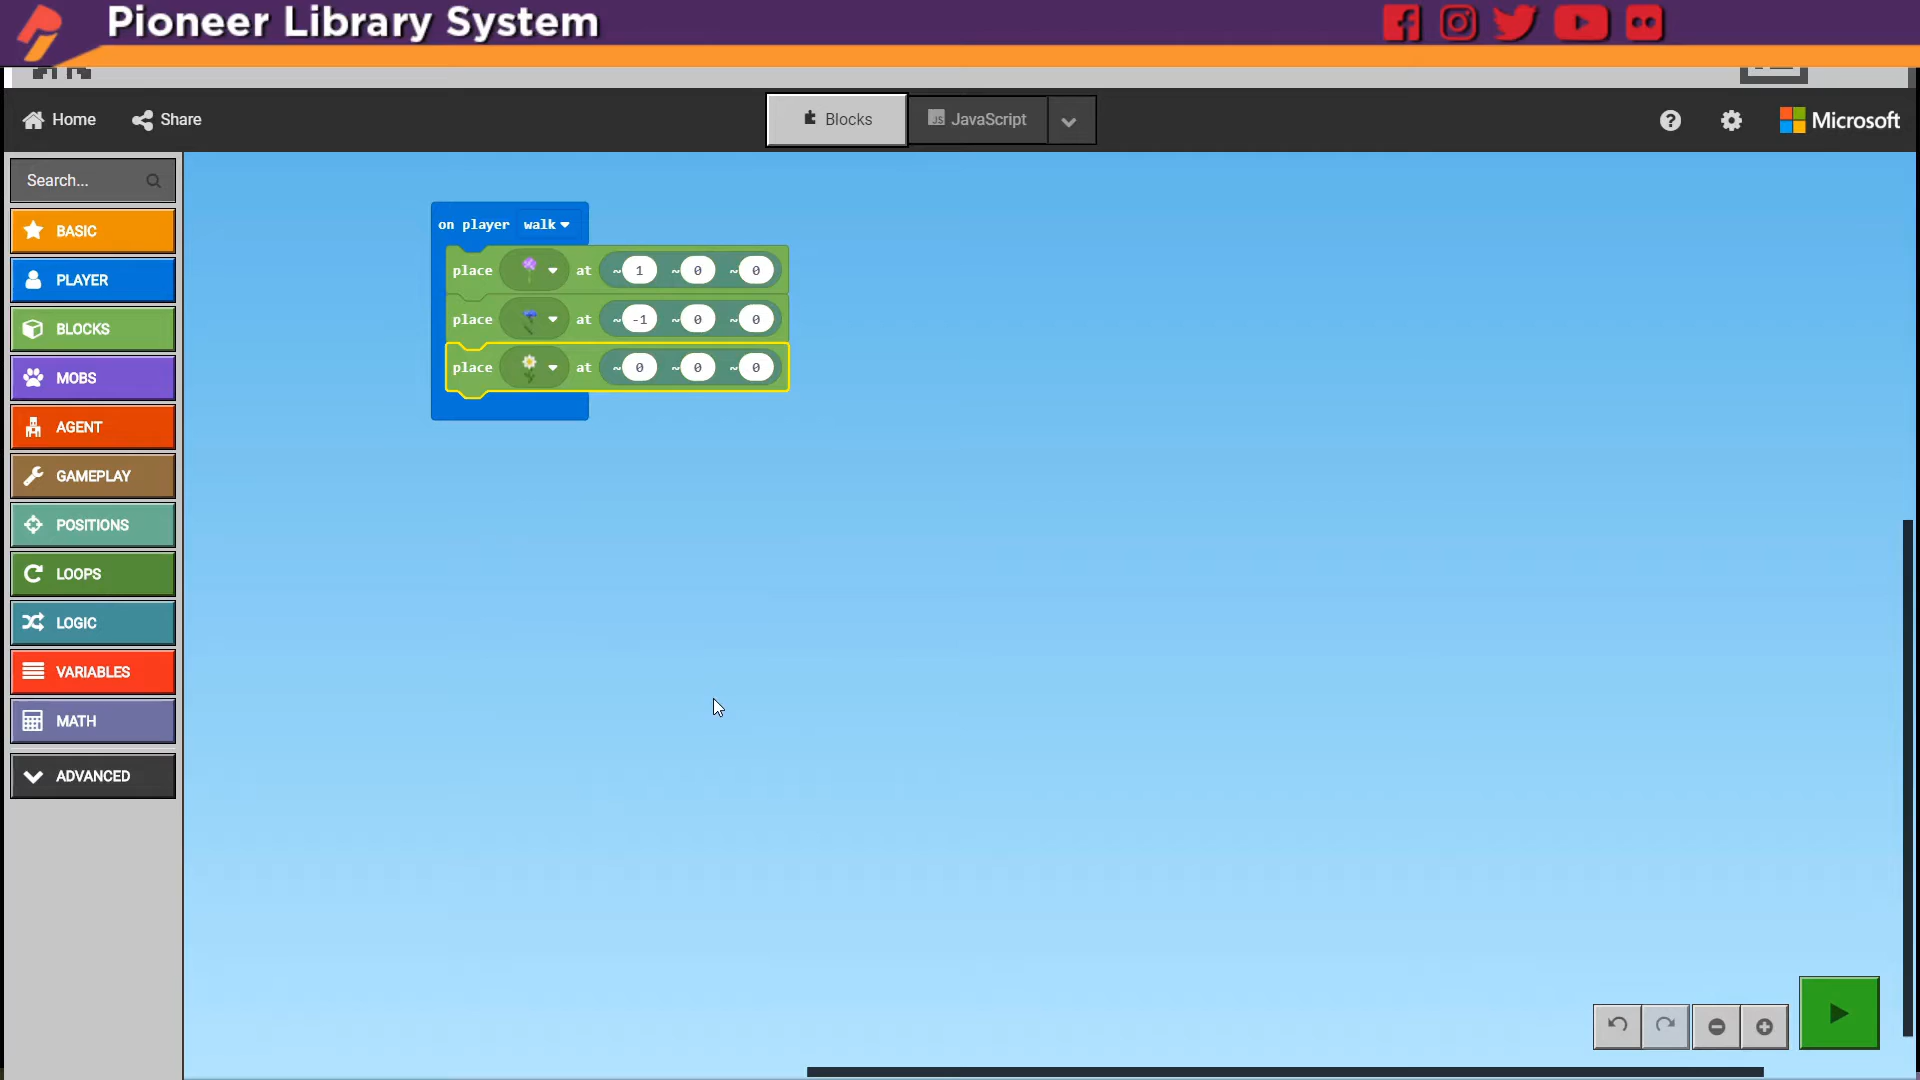 Pioneer Library System
Home
Share
Blocks
JS JavaScript
Microsoft
Search...
BASIC
PLAYER
BLOCKS
MOBS
AGENT
GAMEPLAY
POSITIONS
LOOPS
LOGIC
VARIABLES
MATH
ADVANCED
on player walk
place at ~ 1 ~ 0 ~ 0
place at ~ -1 ~ 0 ~ 0
place at ~ 0 ~ 0 ~ 0